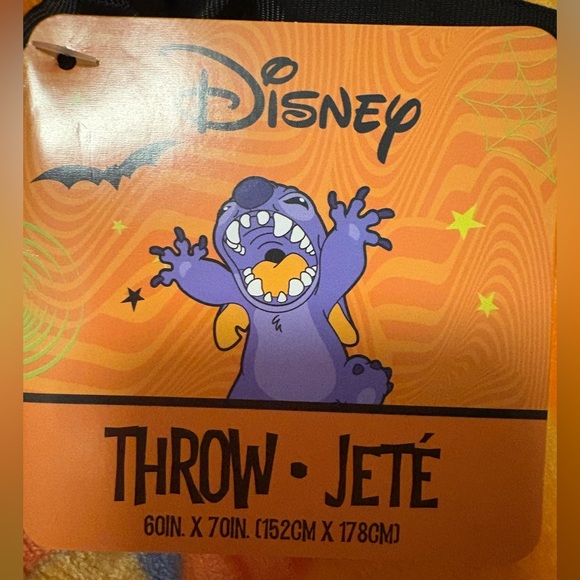 Disney
THROW • JETÉ
60IN. X 70IN. (152CM X 178CM)